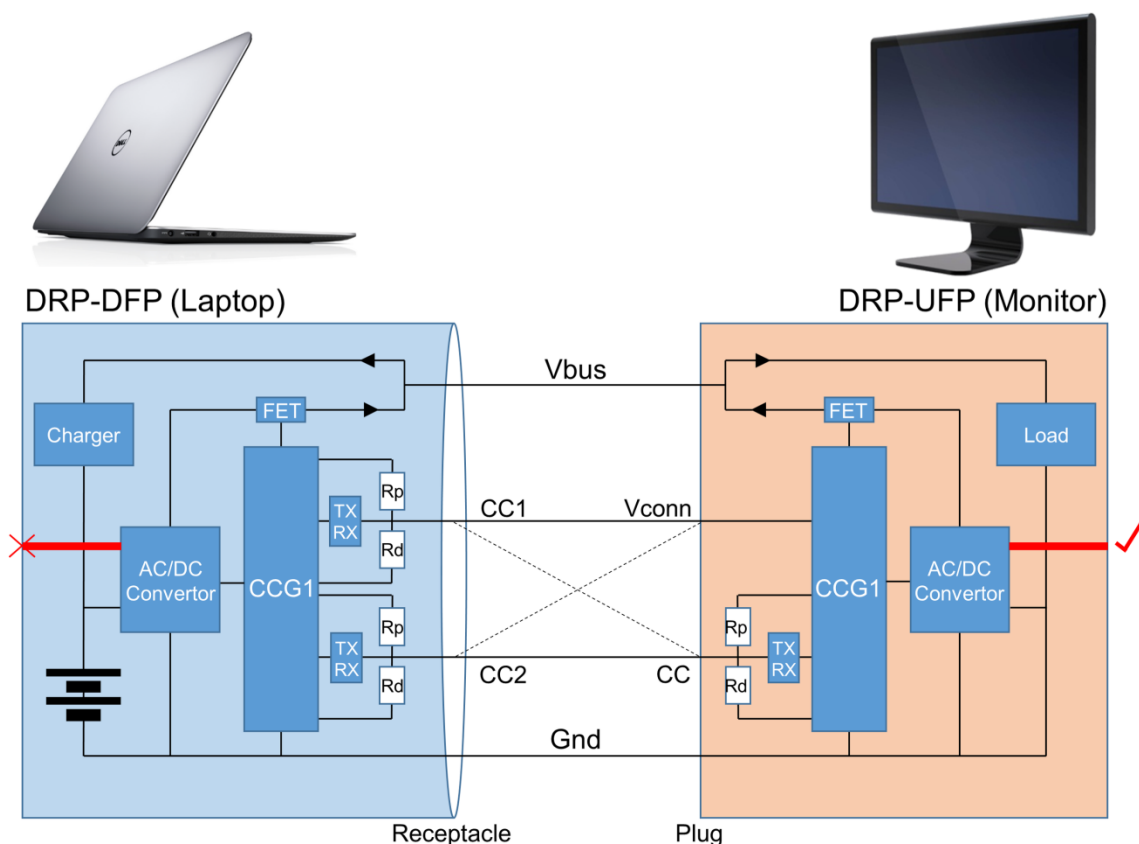 DELL
DRP-DFP (Laptop)
DRP-UFP (Monitor)
Vbus
FET
FET
Charger
Load
Rp
TX
RX
CC1
Vconn
Rd
AC/DC
Convertor
CCG1
CCG1
AC/DC
Convertor
Rp
TX
RX
Rd
CC2
CC
Rp
TX
RX
Rd
Gnd
Receptacle
Plug